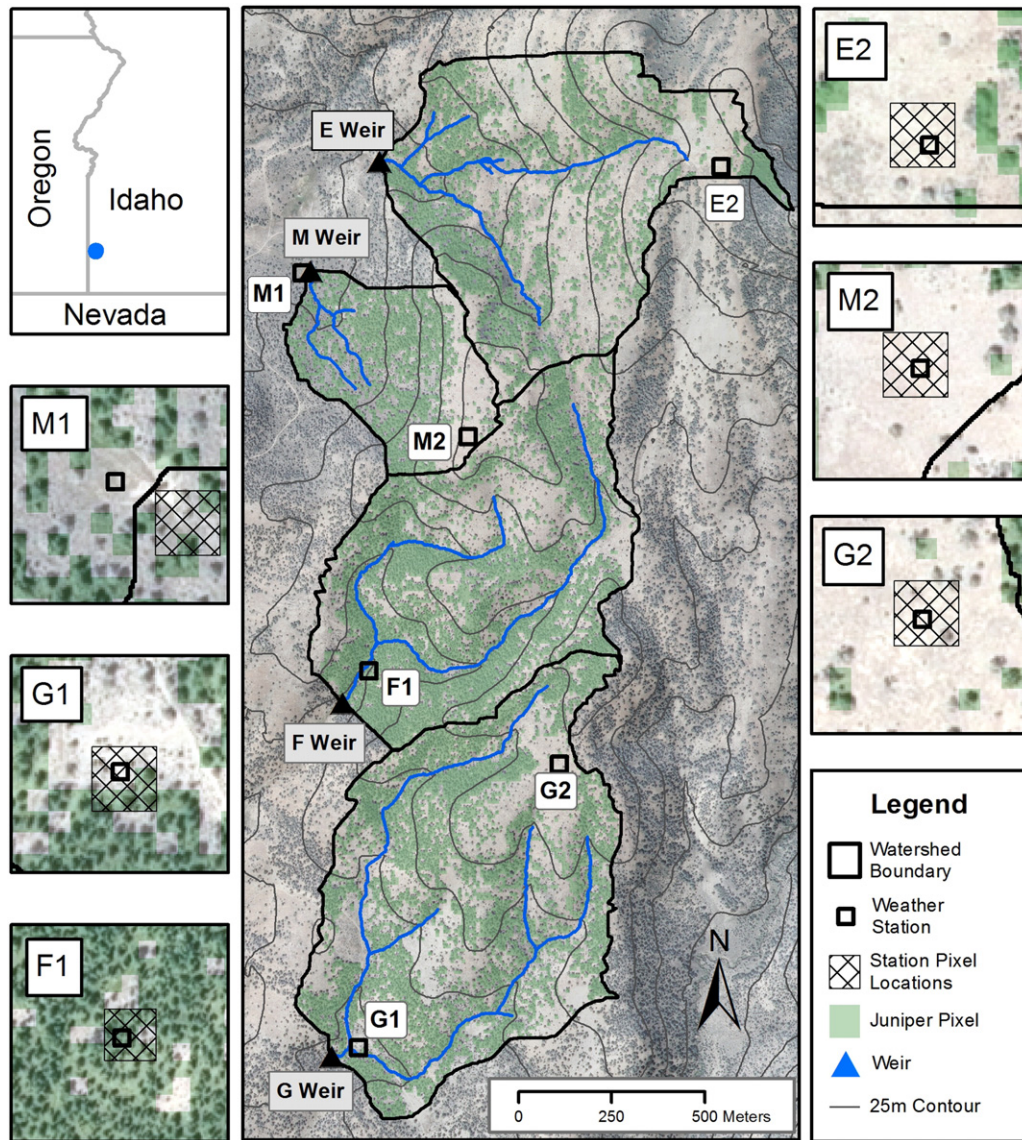 Oregon
Idaho
Nevada
M1
G1
F1
E Weir
E2
M Weir
M1
M2
F1
F Weir
G2
G1
G Weir
N
0 250 500 Meters
E2
M2
G2
Legend
Watershed
Boundary
Weather
Station
Station Pixel
Locations
Juniper Pixel
Weir
25m Contour